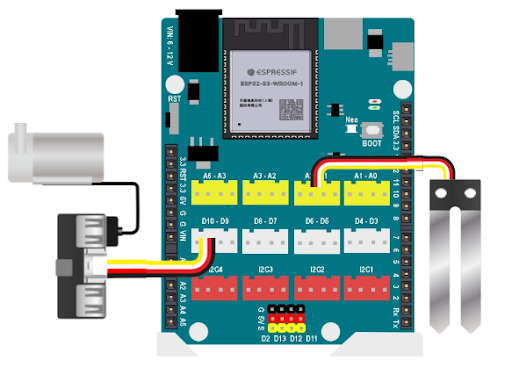 VIN: 6 - 12 V
ESPRESSIF
ESP32-S3-WROOM-1
RST
Neo
BOOT
SCL
SDA
3.3
3.3 RST 3.3 5V G G VIN
A6 - A3
A3 - A2
A1 - A0
D10 - D9
D6 - D7
D6 - D5
D4 - D3
I2C4
I2C3
I2C2
I2C1
12 11 10 9 8
7 6 5 4 3 2 Rx Tx
A2 A3 A4 A5
G 5V S
D2 D13 D12 D11